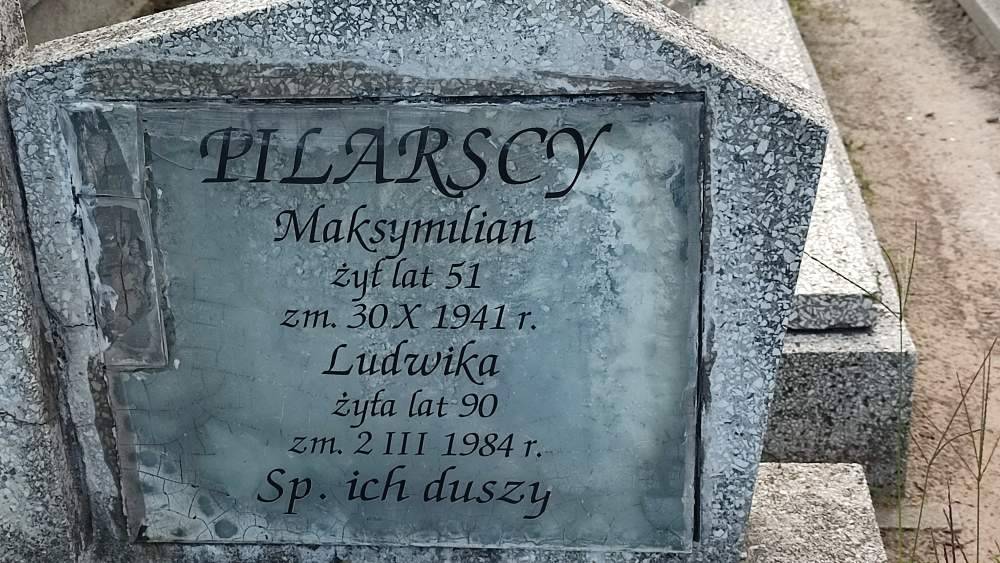 PILARSCY
Maksymilian
żył lat 51
zm. 30 X 1941 r.
Ludwika
żyła lat 90
zm. 2 III 1984 r.
Sp. ich duszy